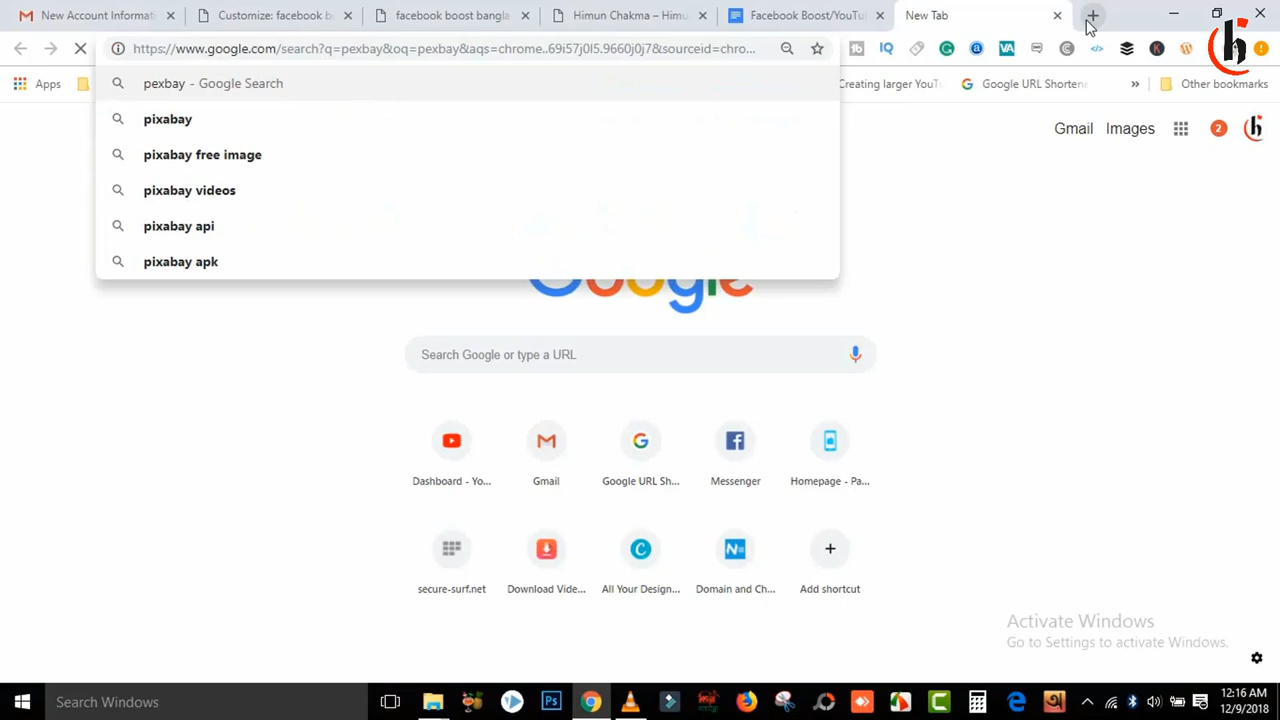 New Account Informati
Customize: facebook b
facebook boost bangla
Himun Chakma – Himu
Facebook Boost/YouTu
New Tab
https://www.google.com/search?q=pexbay&oq=pexbay&aqs=chrome..69i57j0l5.9660j0j7&sourceid=chro...
Apps
Creating larger YouTu
Google URL Shortene
Other bookmarks
pexbay - Google Search
pixabay
pixabay free image
pixabay videos
pixabay api
pixabay apk
Gmail Images
2
Google
Search Google or type a URL
Dashboard - Yo...
Gmail
Google URL Sh...
Messenger
Homepage - Pa...
secure-surf.net
Download Vide...
All Your Design...
Domain and Ch...
Add shortcut
Activate Windows
Go to Settings to activate Windows.
Search Windows
12:16 AM
12/9/2018